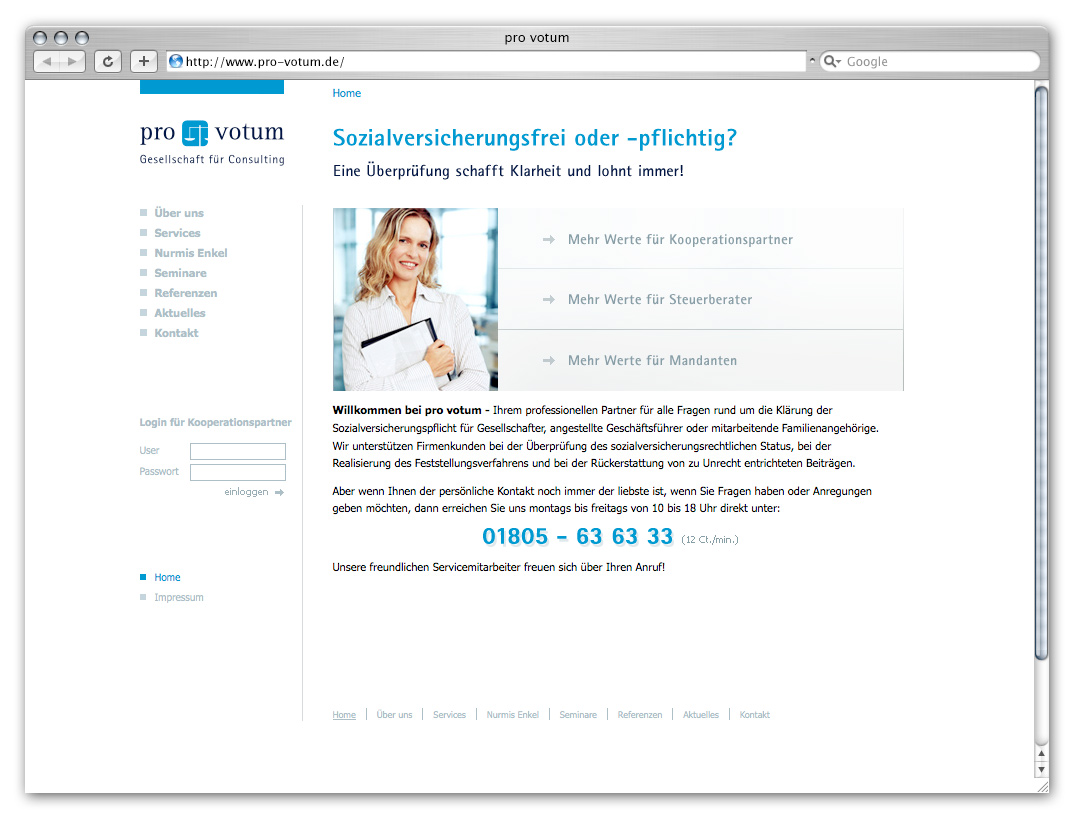 pro votum
http://www.pro-votum.de/
Google
Home
pro votum
Gesellschaft für Consulting
Sozialversicherungsfrei oder -pflichtig?
Eine Überprüfung schafft Klarheit und lohnt immer!
Über uns
Services
Nurmis Enkel
Seminare
Referenzen
Aktuelles
Kontakt
Mehr Werte für Kooperationspartner
Mehr Werte für Steuerberater
Mehr Werte für Mandanten
Login für Kooperationspartner
User
Passwort
einloggen
Home
Impressum
Willkommen bei pro votum - Ihrem professionellen Partner für alle Fragen rund um die Klärung der
Sozialversicherungspflicht für Gesellschafter, angestellte Geschäftsführer oder mitarbeitende Familienangehörige.
Wir unterstützen Firmenkunden bei der Überprüfung des sozialversicherungsrechtlichen Status, bei der
Realisierung des Feststellungsverfahrens und bei der Rückerstattung von zu Unrecht entrichteten Beiträgen.
Aber wenn Ihnen der persönliche Kontakt noch immer der liebste ist, wenn Sie Fragen haben oder Anregungen
geben möchten, dann erreichen Sie uns montags bis freitags von 10 bis 18 Uhr direkt unter:
01805 - 63 63 33 (12 Ct./min.)
Unsere freundlichen Servicemitarbeiter freuen sich über Ihren Anruf!
Home | Über uns | Services | Nurmis Enkel | Seminare | Referenzen | Aktuelles | Kontakt